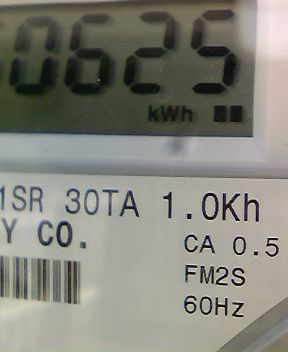 0625
kWh
1SR 30TA 1.0Kh
Y CO.
CA 0.5
FM2S
60Hz